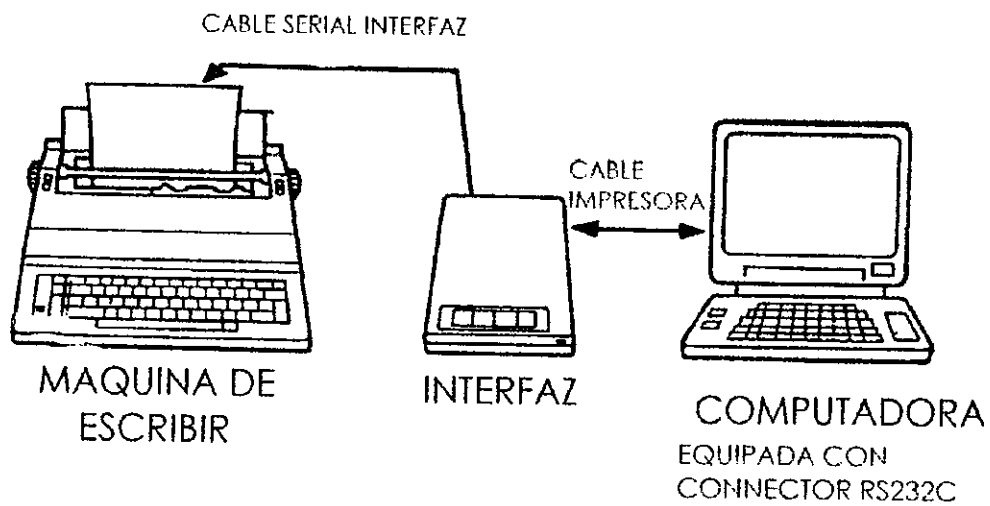 CABLE SERIAL INTERFAZ
CABLE
IMPRESORA
MAQUINA DE
ESCRIBIR
INTERFAZ
COMPUTADORA
EQUIPADA CON
CONNECTOR RS232C